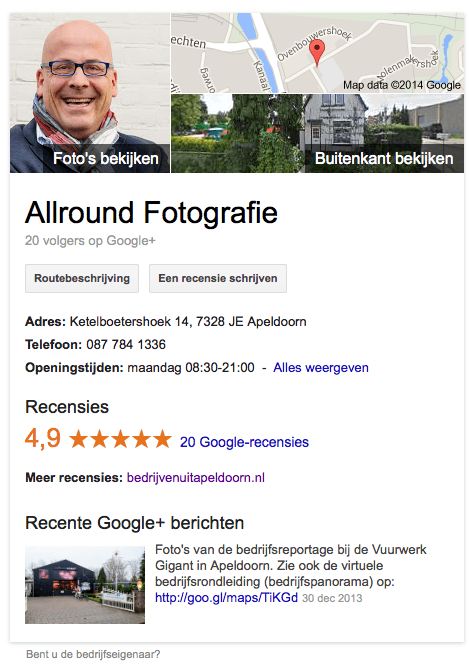 echten
Ovenbouwershoek
Molenmakershoek
Kanaal
oweg
Map data ©2014 Google
Foto's bekijken
Buitenkant bekijken
Allround Fotografie
20 volgers op Google+
Routebeschrijving
Een recensie schrijven
Adres: Ketelboetershoek 14, 7328 JE Apeldoorn
Telefoon: 087 784 1336
Openingstijden: maandag 08:30-21:00 - Alles weergeven
Recensies
4,9 ★★★★★ 20 Google-recensies
Meer recensies: bedrijvenuitapeldoorn.nl
Recente Google+ berichten
Foto's van de bedrijfsreportage bij de Vuurwerk
Gigant in Apeldoorn. Zie ook de virtuele
bedrijfsrondleiding (bedrijfspanorama) op:
http://goo.gl/maps/TiKGd 30 dec 2013
Bent u de bedrijfseigenaar?